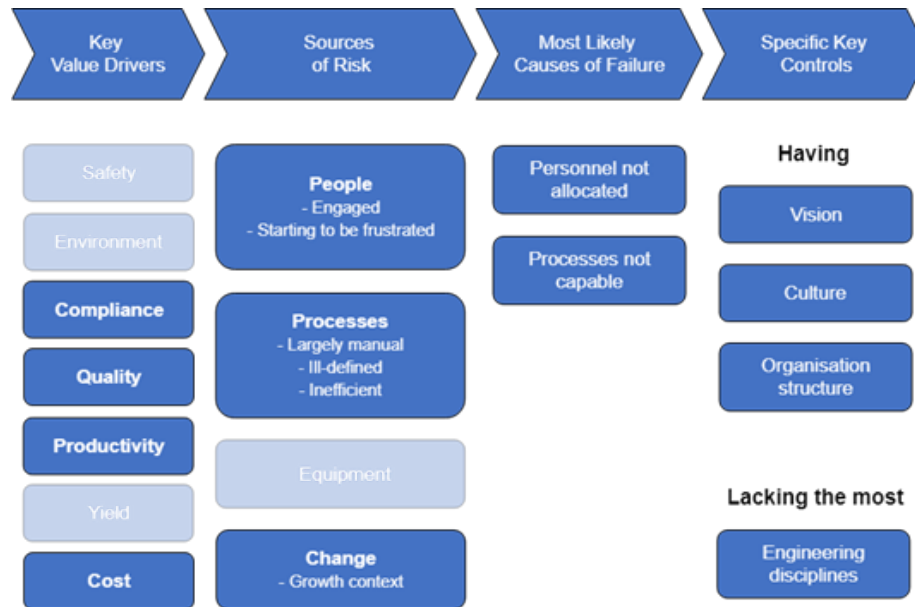 Key
Value Drivers
Sources
of Risk
Most Likely
Causes of Failure
Specific Key
Controls
Safety
Environment
Compliance
Quality
Productivity
Yield
Cost
People
- Engaged
- Starting to be frustrated
Processes
- Largely manual
- Ill-defined
- Inefficient
Equipment
Change
- Growth context
Personnel not
allocated
Processes not
capable
Having
Vision
Culture
Organisation
structure
Lacking the most
Engineering
disciplines